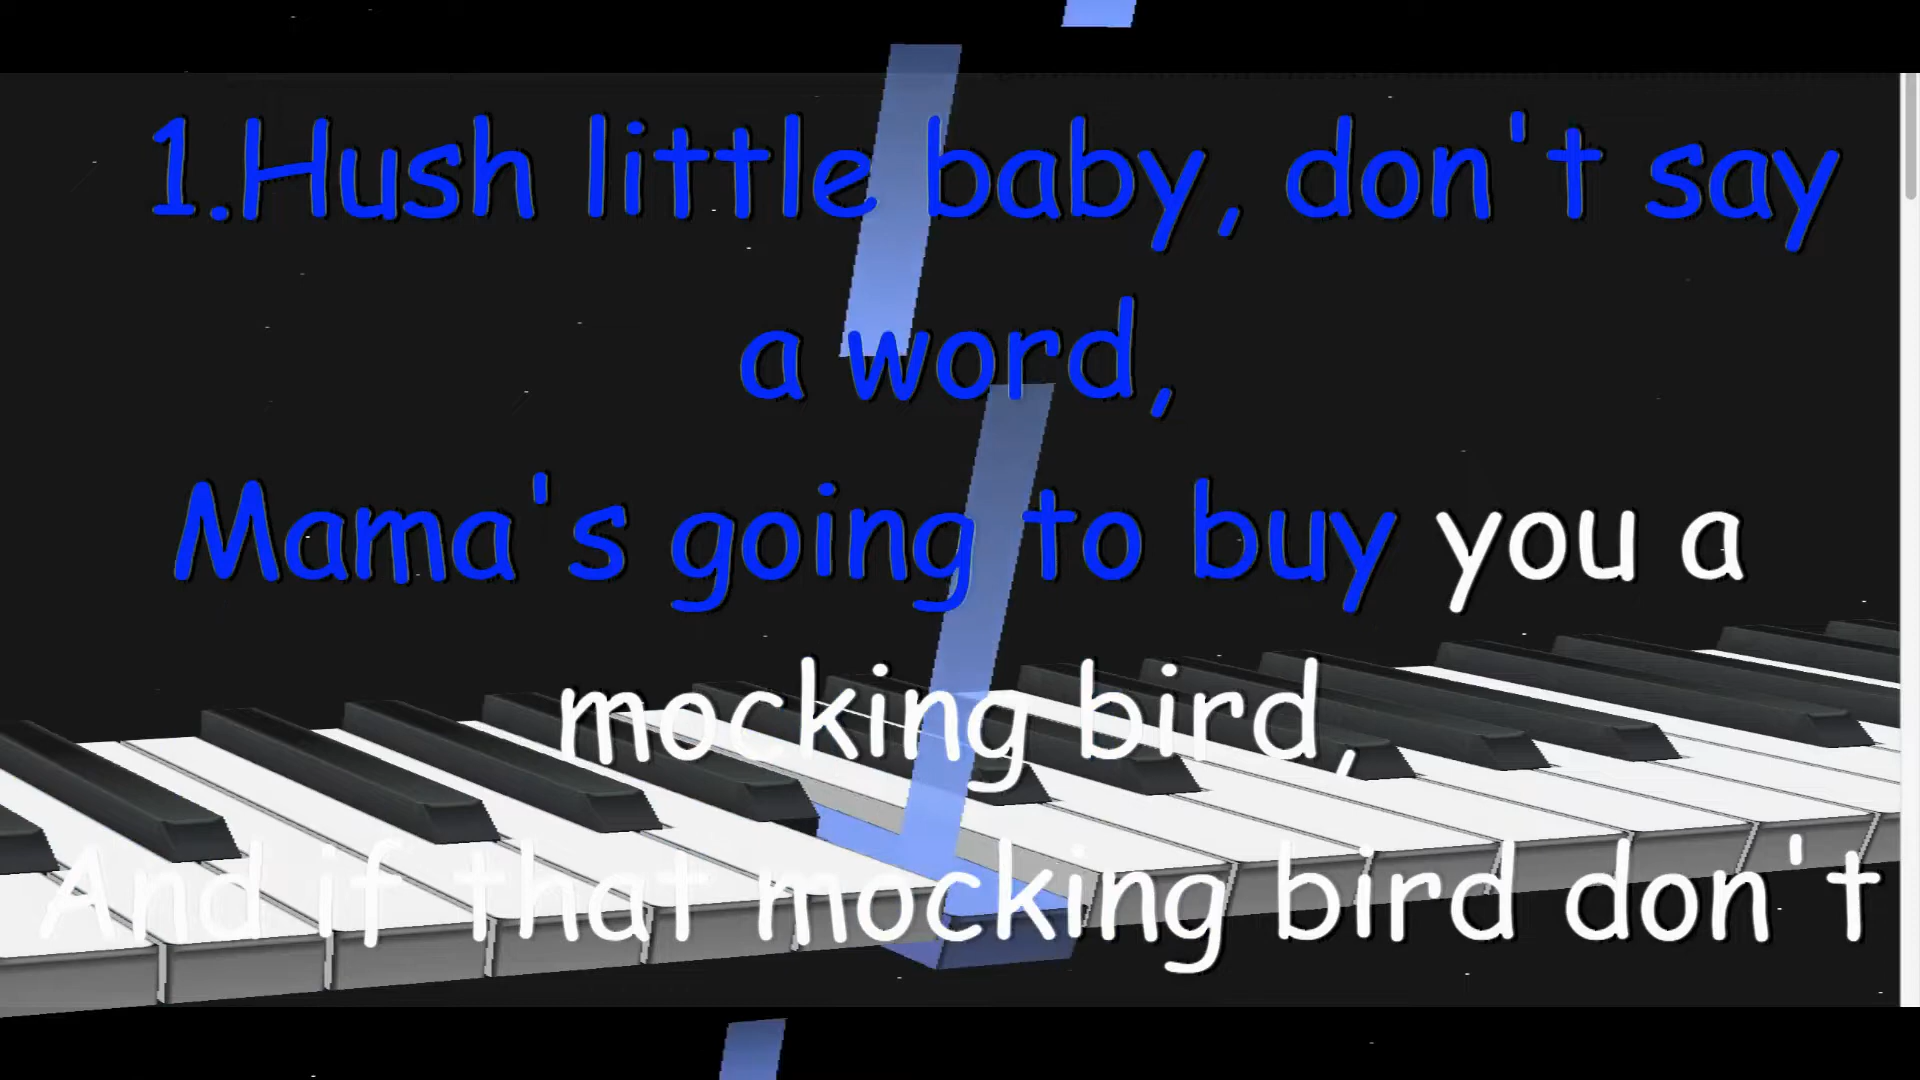 1.Hush little baby, don't say
a word,
Mama's going to buy you a
mocking bird,
And if that mocking bird don't